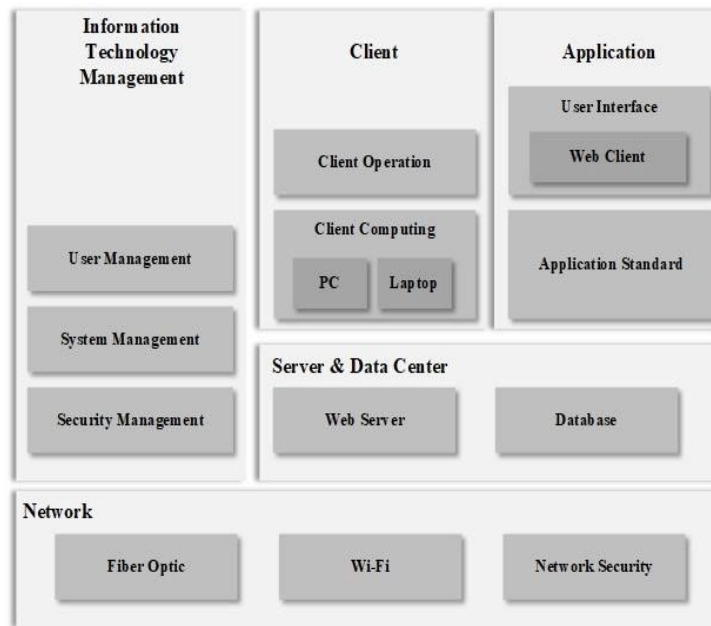 Information
Technology
Management
User Management
System Management
Security Management
Client
Client Operation
Client Computing
PC
Laptop
Application
User Interface
Web Client
Application Standard
Server & Data Center
Web Server
Database
Network
Fiber Optic
Wi-Fi
Network Security